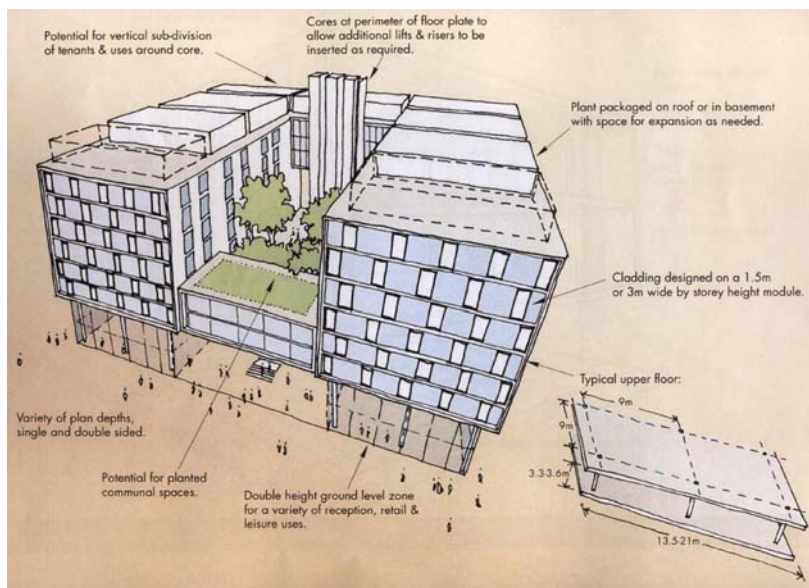 Cores at perimeter of floor plate to
allow additional lifts & risers to be
inserted as required.
Potential for vertical sub-division
of tenants & uses around core.
Plant packaged on roof or in basement
with space for expansion as needed.
Cladding designed on a 1.5m
or 3m wide by storey height module.
Typical upper floor:
9m
9m
3.3-3.6m
13.5-21m
Variety of plan depths,
single and double sided.
Potential for planted
communal spaces.
Double height ground level zone
for a variety of reception, retail &
leisure uses.